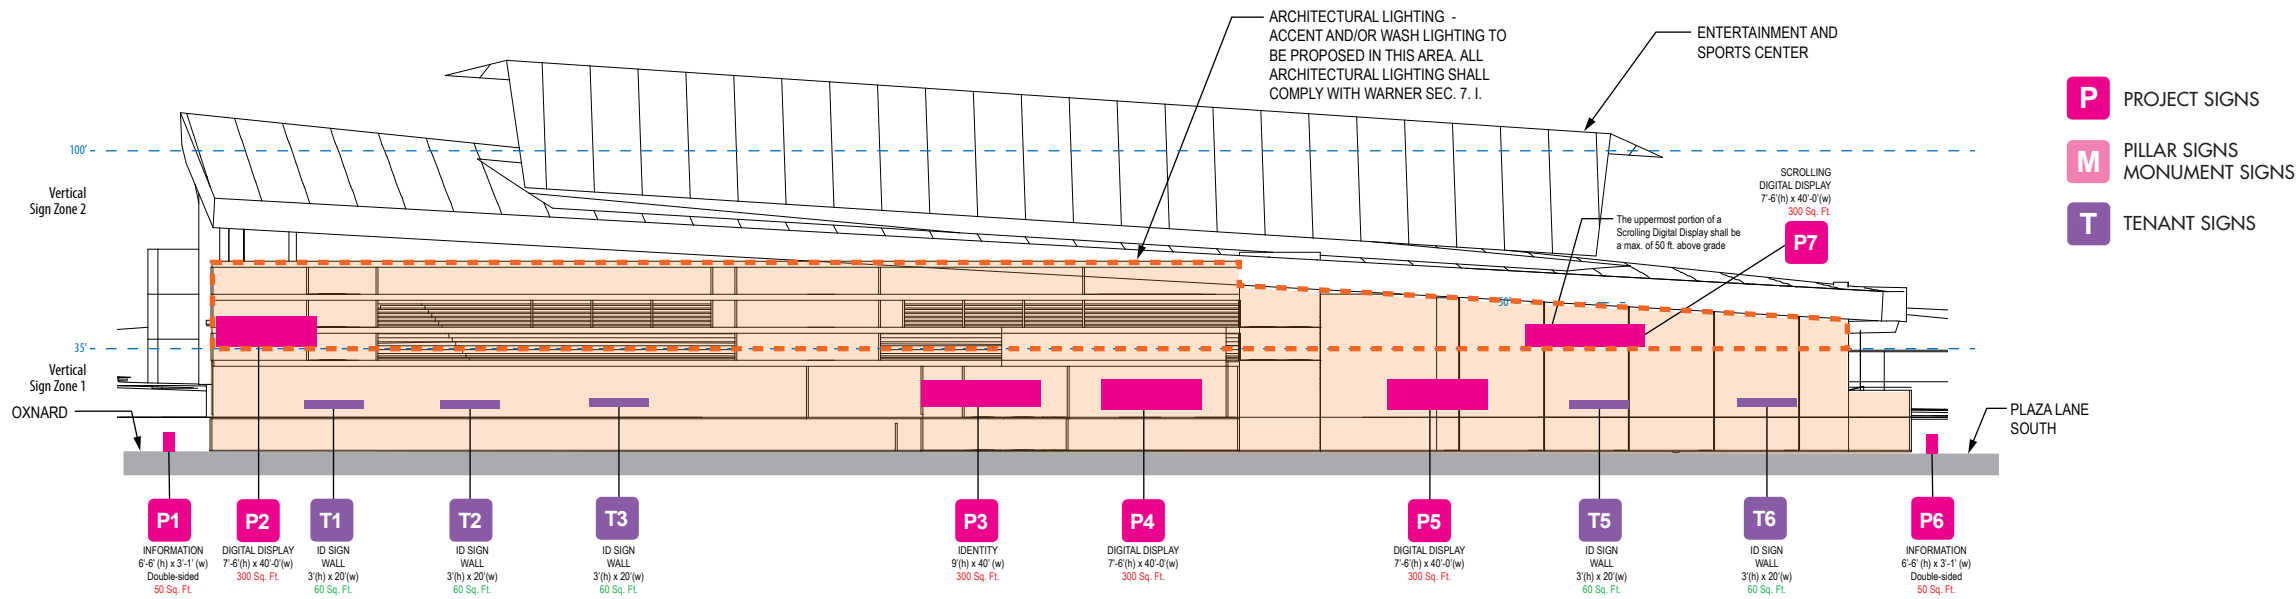 ARCHITECTURAL LIGHTING -
ACCENT AND/OR WASH LIGHTING TO
BE PROPOSED IN THIS AREA. ALL
ARCHITECTURAL LIGHTING SHALL
COMPLY WITH WARNER SEC. 7. I.
ENTERTAINMENT AND
SPORTS CENTER
P PROJECT SIGNS
M PILLAR SIGNS
MONUMENT SIGNS
T TENANT SIGNS
100'
Vertical
Sign Zone 2
SCROLLING
DIGITAL DISPLAY
7'-6'(h) x 40'-0'(w)
300 Sq. Ft.
P7
The uppermost portion of a
Scrolling Digital Display shall be
a max. of 50 ft. above grade
50'
35'
Vertical
Sign Zone 1
OXNARD
PLAZA LANE
SOUTH
P1
INFORMATION
6'-6' (h) x 3'-1' (w)
Double-sided
50 Sq. Ft.
P2
DIGITAL DISPLAY
7'-6'(h) x 40'-0'(w)
300 Sq. Ft.
T1
ID SIGN
WALL
3'(h) x 20'(w)
60 Sq. Ft.
T2
ID SIGN
WALL
3'(h) x 20'(w)
60 Sq. Ft.
T3
ID SIGN
WALL
3'(h) x 20'(w)
60 Sq. Ft.
P3
IDENTITY
9'(h) x 40' (w)
300 Sq. Ft.
P4
DIGITAL DISPLAY
7'-6'(h) x 40'-0'(w)
300 Sq. Ft.
P5
DIGITAL DISPLAY
7'-6'(h) x 40'-0'(w)
300 Sq. Ft.
T5
ID SIGN
WALL
3'(h) x 20'(w)
60 Sq. Ft.
T6
ID SIGN
WALL
3'(h) x 20'(w)
60 Sq. Ft.
P6
INFORMATION
6'-6' (h) x 3'-1' (w)
Double-sided
50 Sq. Ft.